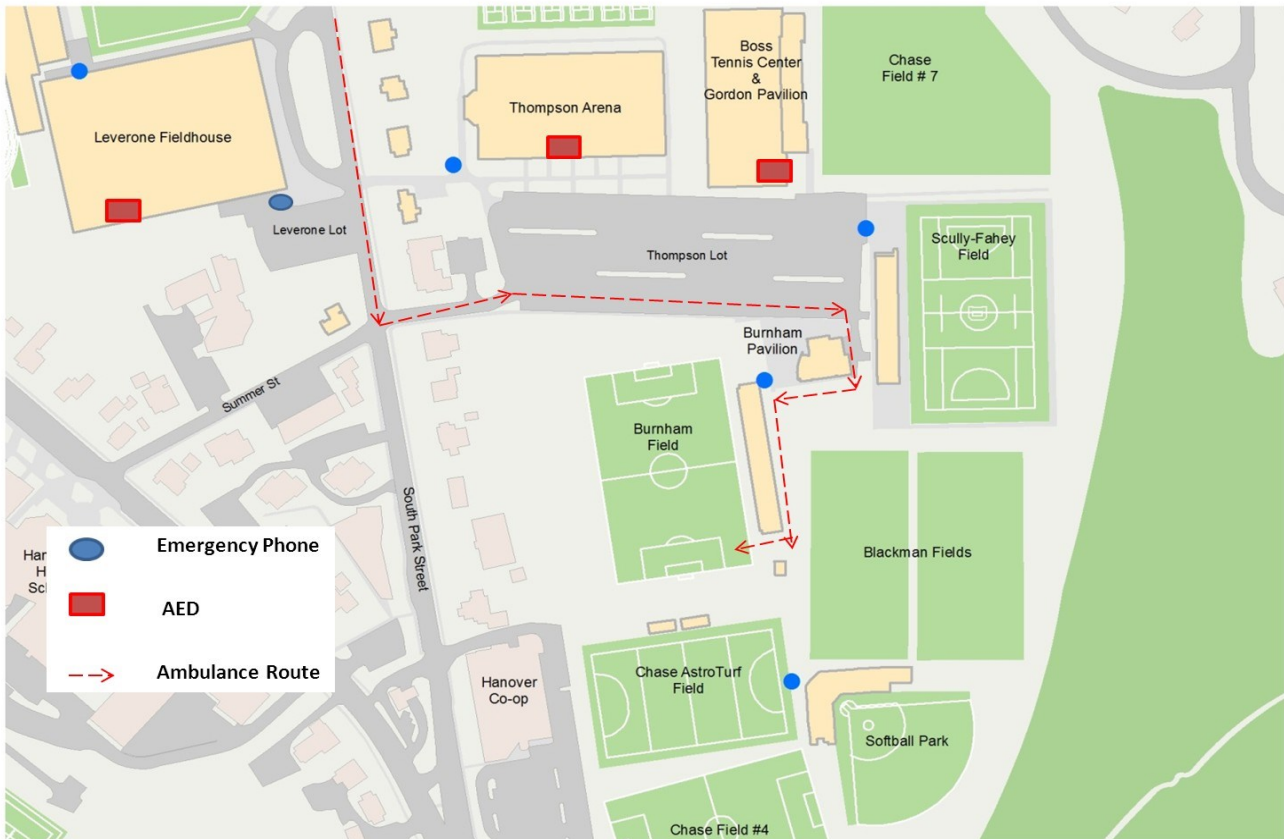 Boss
Tennis Center
&
Gordon Pavilion
Chase
Field # 7
Thompson Arena
Leverone Fieldhouse
Leverone Lot
Thompson Lot
Scully-Fahey
Field
Burnham
Pavilion
Summer St
Burnham
Field
South Park Street
Blackman Fields
Emergency Phone
AED
Ambulance Route
Har
H
Sc
Hanover
Co-op
Chase AstroTurf
Field
Softball Park
Chase Field #4